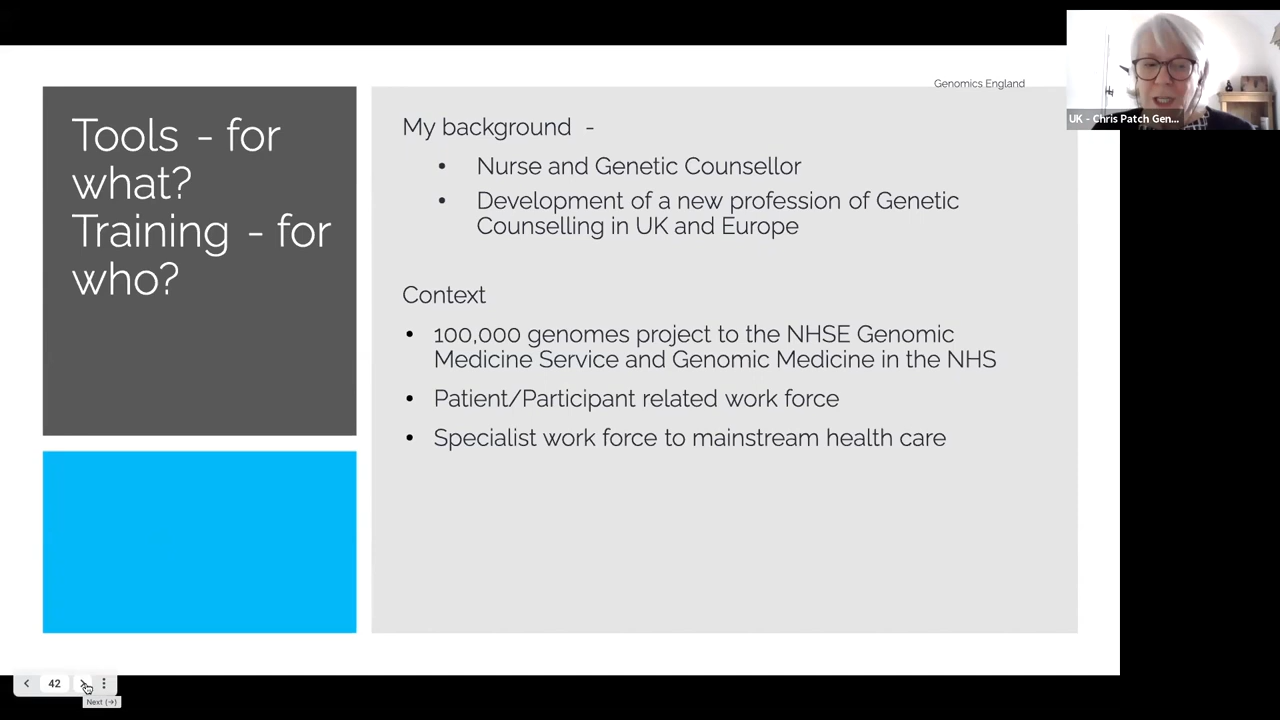 Genomics England
Tools - for
what?
Training - for
who?
My background -
• Nurse and Genetic Counsellor
• Development of a new profession of Genetic
Counselling in UK and Europe
Context
• 100,000 genomes project to the NHSE Genomic
Medicine Service and Genomic Medicine in the NHS
• Patient/Participant related work force
• Specialist work force to mainstream health care
UK - Chris Patch Gen...
42
Next (→)